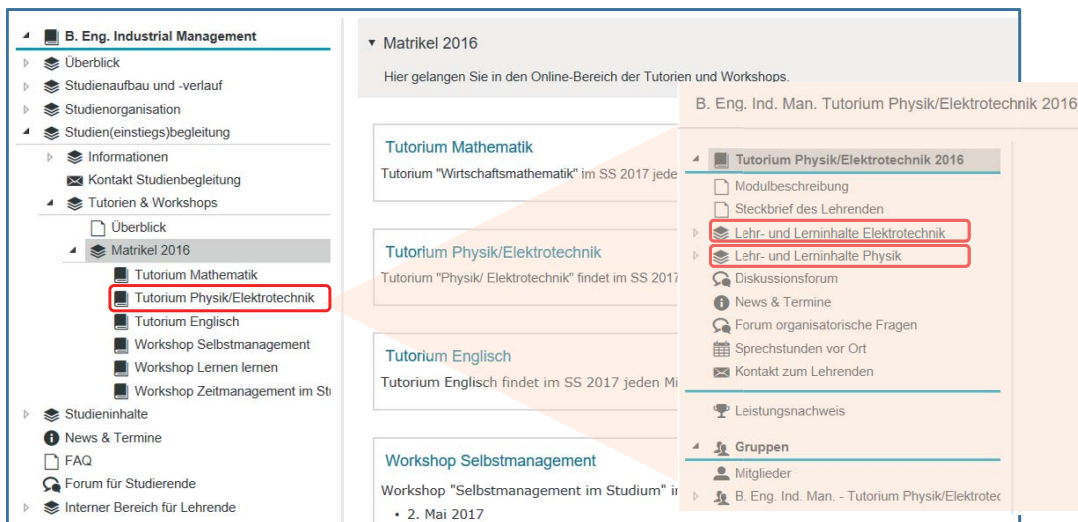 B. Eng. Industrial Management
Überblick
Studienaufbau und -verlauf
Studienorganisation
Studien(einstiegs)begleitung
Informationen
Kontakt Studienbegleitung
Tutorien & Workshops
Überblick
Matrikel 2016
Tutorium Mathematik
Tutorium Physik/Elektrotechnik
Tutorium Englisch
Workshop Selbstmanagement
Workshop Lernen lernen
Workshop Zeitmanagement im Stu
Studieninhalte
News & Termine
FAQ
Forum für Studierende
Interner Bereich für Lehrende
Matrikel 2016
Hier gelangen Sie in den Online-Bereich der Tutorien und Workshops.
Tutorium Mathematik
Tutorium "Wirtschaftsmathematik" im SS 2017 jede
Tutorium Physik/Elektrotechnik
Tutorium "Physik/ Elektrotechnik" findet im SS 2017
Tutorium Englisch
Tutorium Englisch findet im SS 2017 jeden Mi
Workshop Selbstmanagement
Workshop "Selbstmanagement im Studium" i
• 2. Mai 2017
B. Eng. Ind. Man. Tutorium Physik/Elektrotechnik 2016
Tutorium Physik/Elektrotechnik 2016
Modulbeschreibung
Steckbrief des Lehrenden
Lehr- und Lerninhalte Elektrotechnik
Lehr- und Lerninhalte Physik
Diskussionsforum
News & Termine
Forum organisatorische Fragen
Sprechstunden vor Ort
Kontakt zum Lehrenden
Leistungsnachweis
Gruppen
Mitglieder
B. Eng. Ind. Man. - Tutorium Physik/Elektrotec